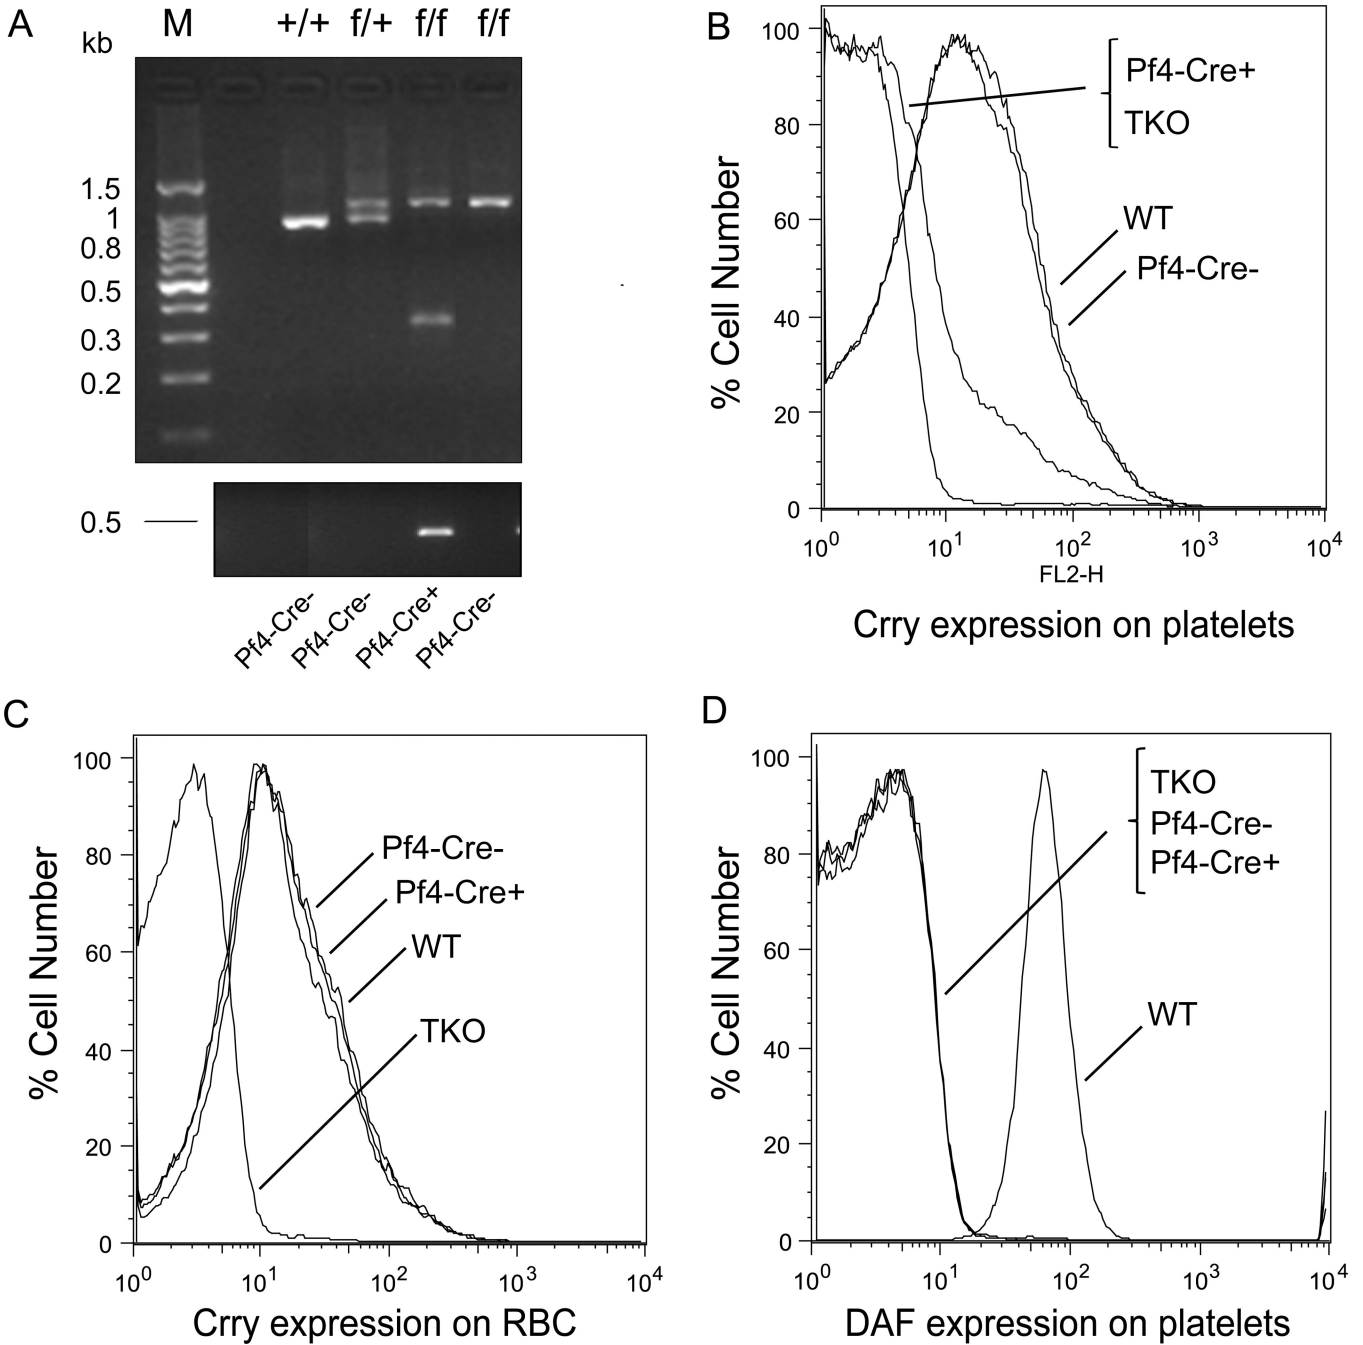 A
M +/+ f/+ f/f f/f
kb
1.5
1
0.8
0.5
0.3
0.2
0.5
Pf4-Cre- Pf4-Cre- Pf4-Cre+ Pf4-Cre-
B
100
80
60
40
20
0
% Cell Number
Pf4-Cre+
TKO
WT
Pf4-Cre-
10^0 10^1 10^2 10^3 10^4
FL2-H
Crry expression on platelets
C
100
80
60
40
20
0
% Cell Number
Pf4-Cre-
Pf4-Cre+
WT
TKO
10^0 10^1 10^2 10^3 10^4
Crry expression on RBC
D
100
80
60
40
20
0
% Cell Number
TKO
Pf4-Cre-
Pf4-Cre+
WT
10^0 10^1 10^2 10^3 10^4
DAF expression on platelets